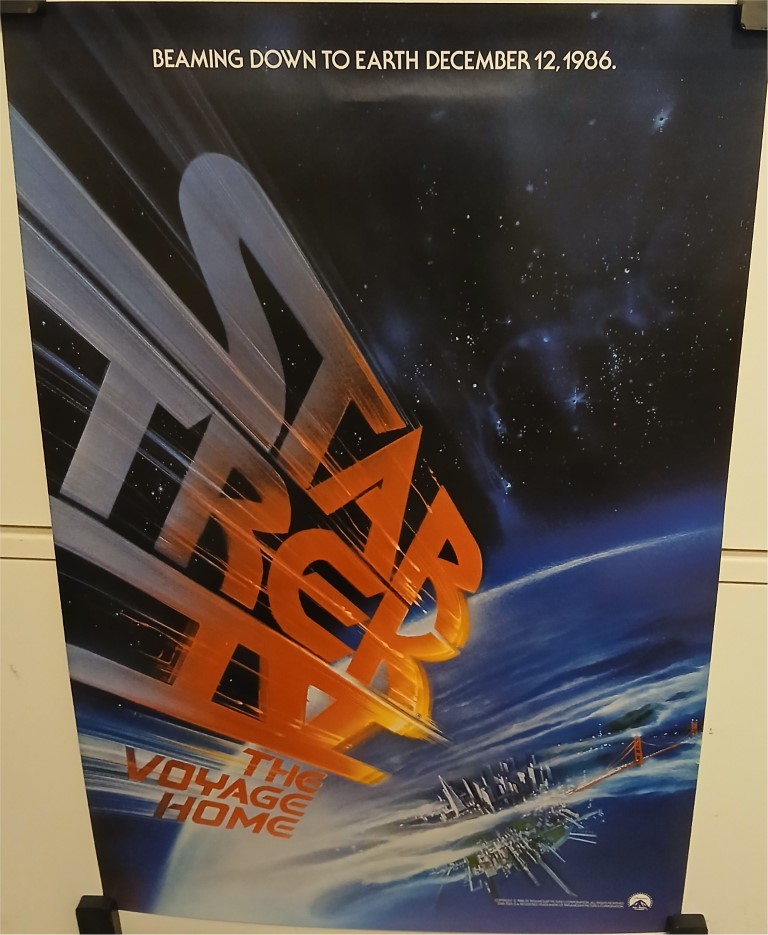 BEAMING DOWN TO EARTH DECEMBER 12, 1986.
STAR
TREK
IV
THE
VOYAGE
HOME